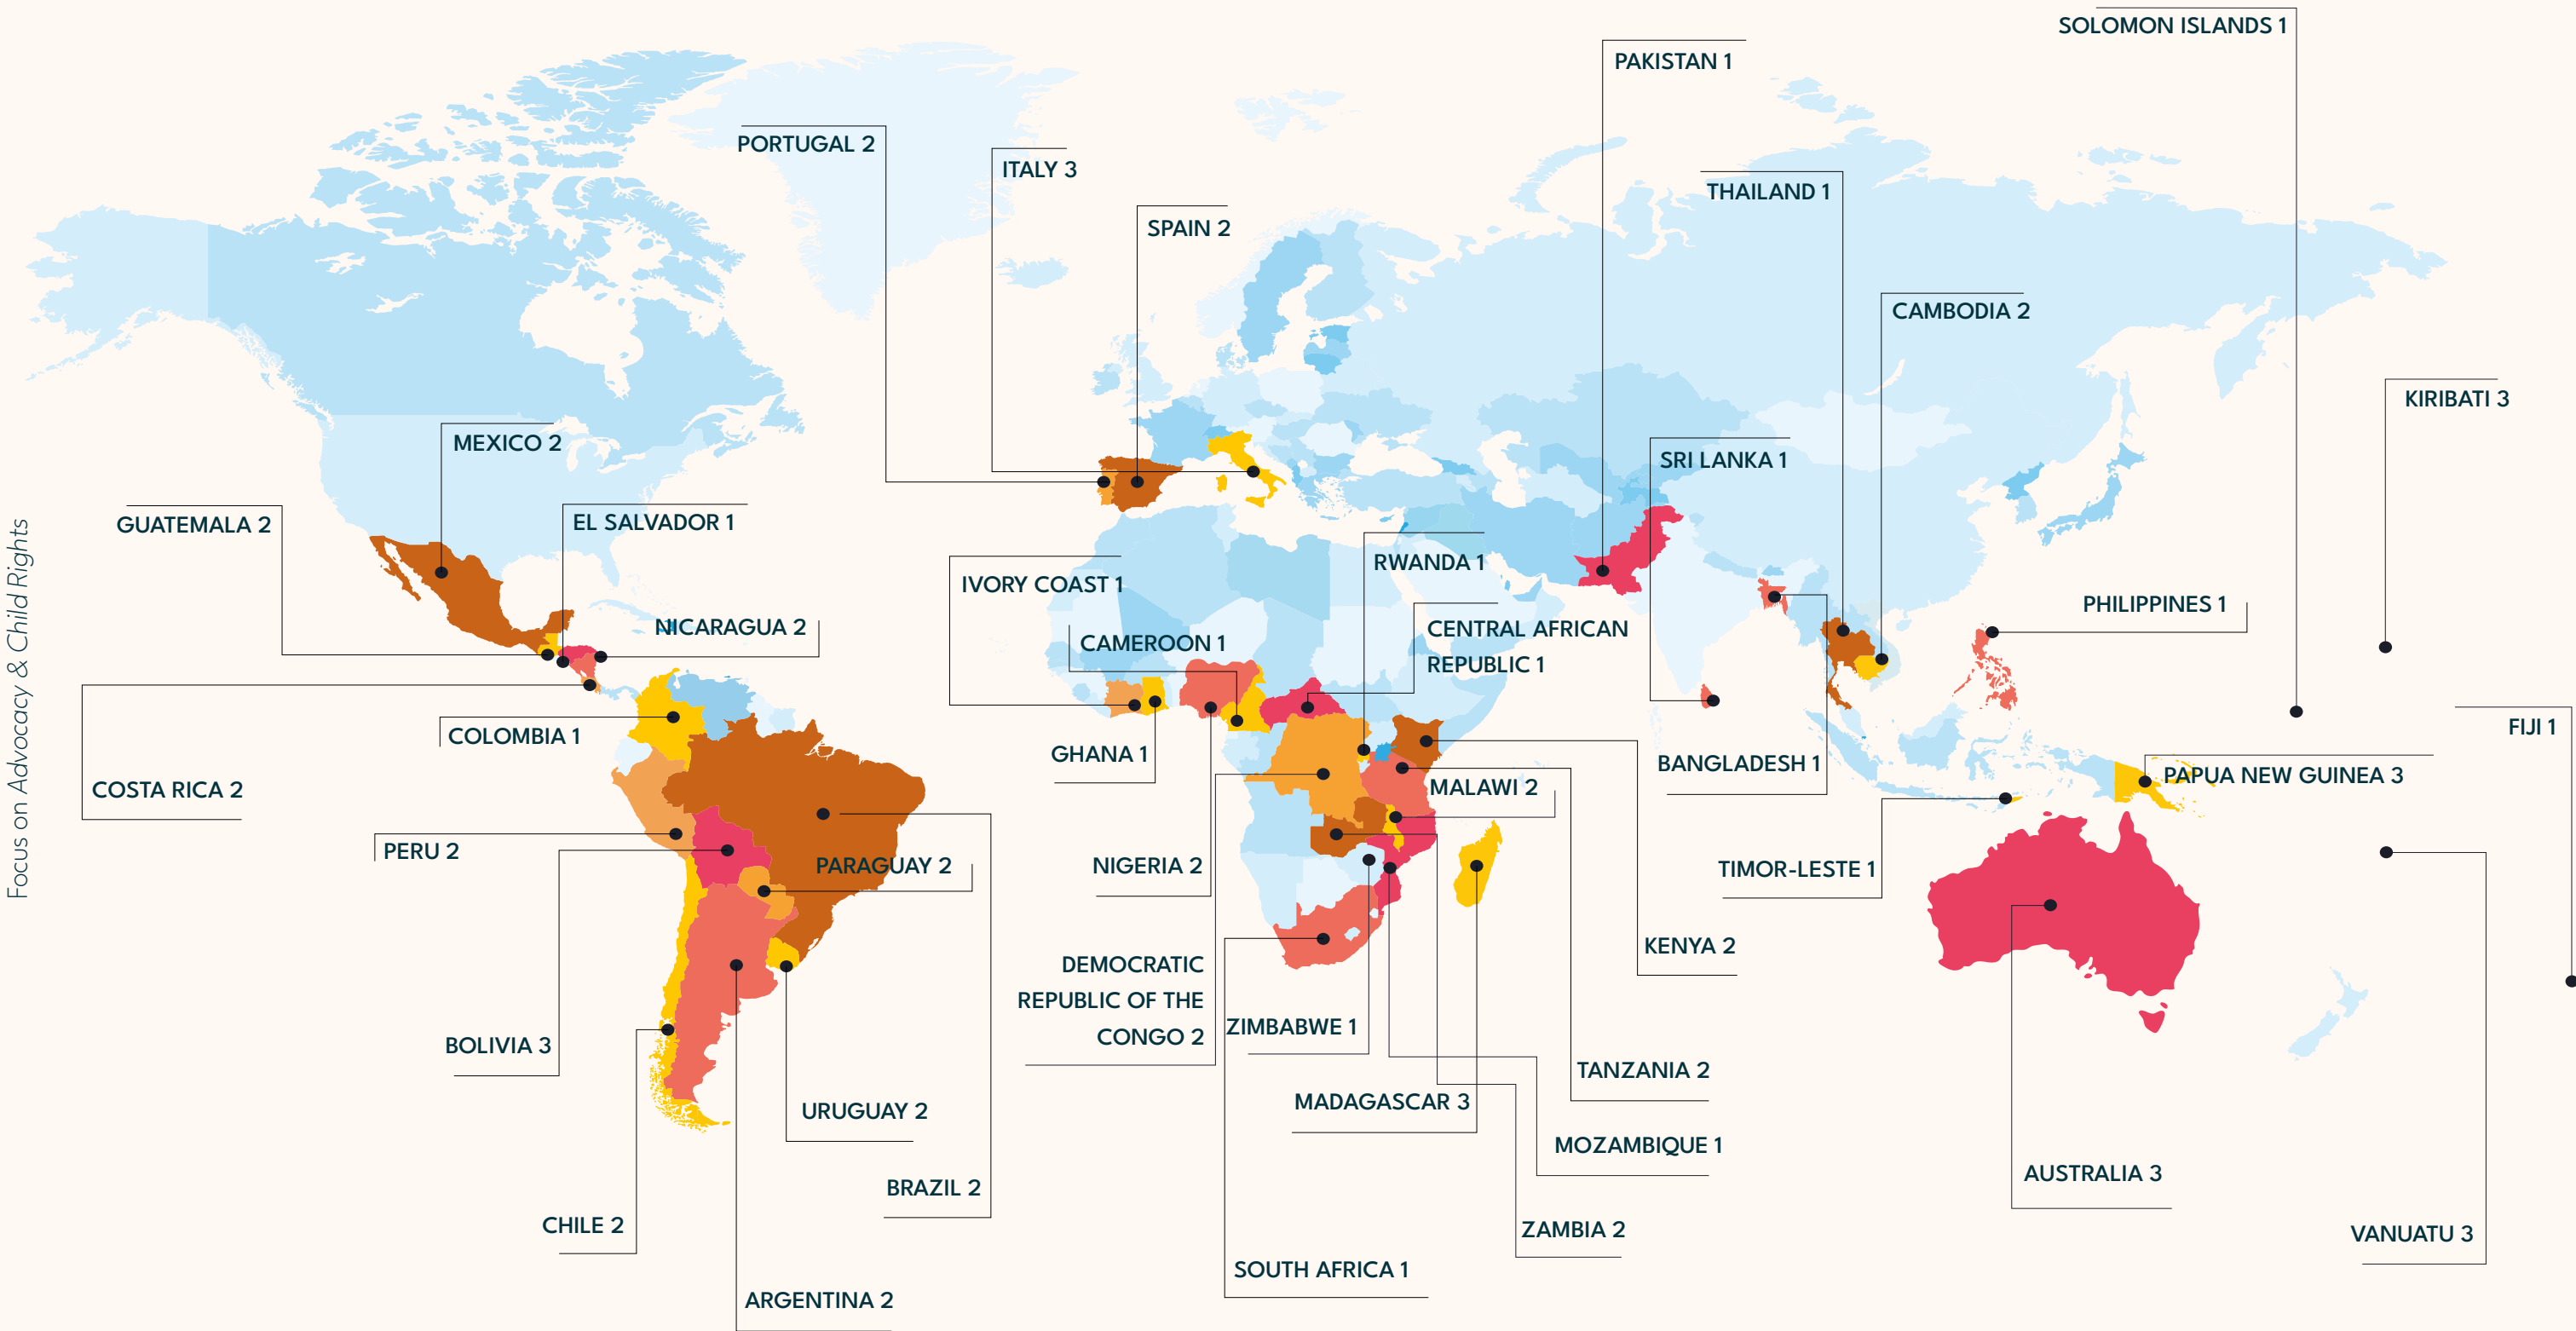 SOLOMON ISLANDS 1
PAKISTAN 1
PORTUGAL 2
ITALY 3
THAILAND 1
SPAIN 2
CAMBODIA 2
KIRIBATI 3
MEXICO 2
SRI LANKA 1
GUATEMALA 2
EL SALVADOR 1
RWANDA 1
IVORY COAST 1
PHILIPPINES 1
NICARAGUA 2
CAMEROON 1
CENTRAL AFRICAN
REPUBLIC 1
FIJI 1
COLOMBIA 1
GHANA 1
BANGLADESH 1
PAPUA NEW GUINEA 3
COSTA RICA 2
MALAWI 2
PERU 2
PARAGUAY 2
NIGERIA 2
TIMOR-LESTE 1
KENYA 2
DEMOCRATIC
REPUBLIC OF THE
CONGO 2
ZIMBABWE 1
BOLIVIA 3
TANZANIA 2
URUGUAY 2
MADAGASCAR 3
MOZAMBIQUE 1
AUSTRALIA 3
BRAZIL 2
CHILE 2
ZAMBIA 2
VANUATU 3
SOUTH AFRICA 1
ARGENTINA 2
Focus on Advocacy & Child Rights